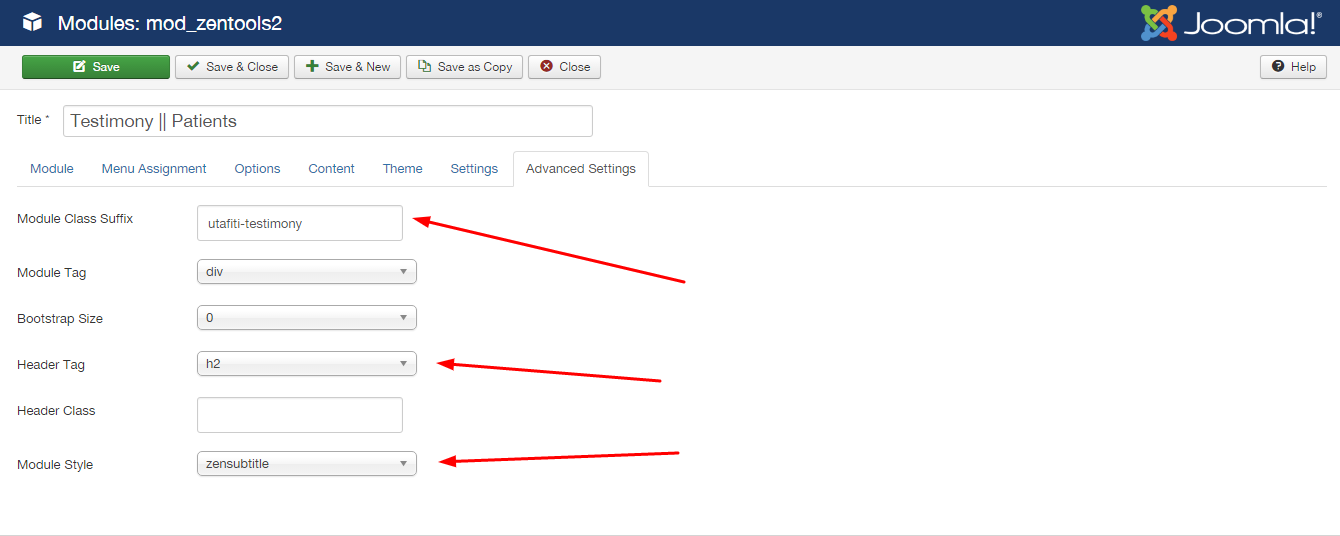 Modules: mod_zentools2
Joomla!®
Save
Save & Close
Save & New
Save as Copy
Close
Help
Title *
Testimony || Patients
Module
Menu Assignment
Options
Content
Theme
Settings
Advanced Settings
Module Class Suffix
utafiti-testimony
Module Tag
div
Bootstrap Size
0
Header Tag
h2
Header Class
Module Style
zensubtitle